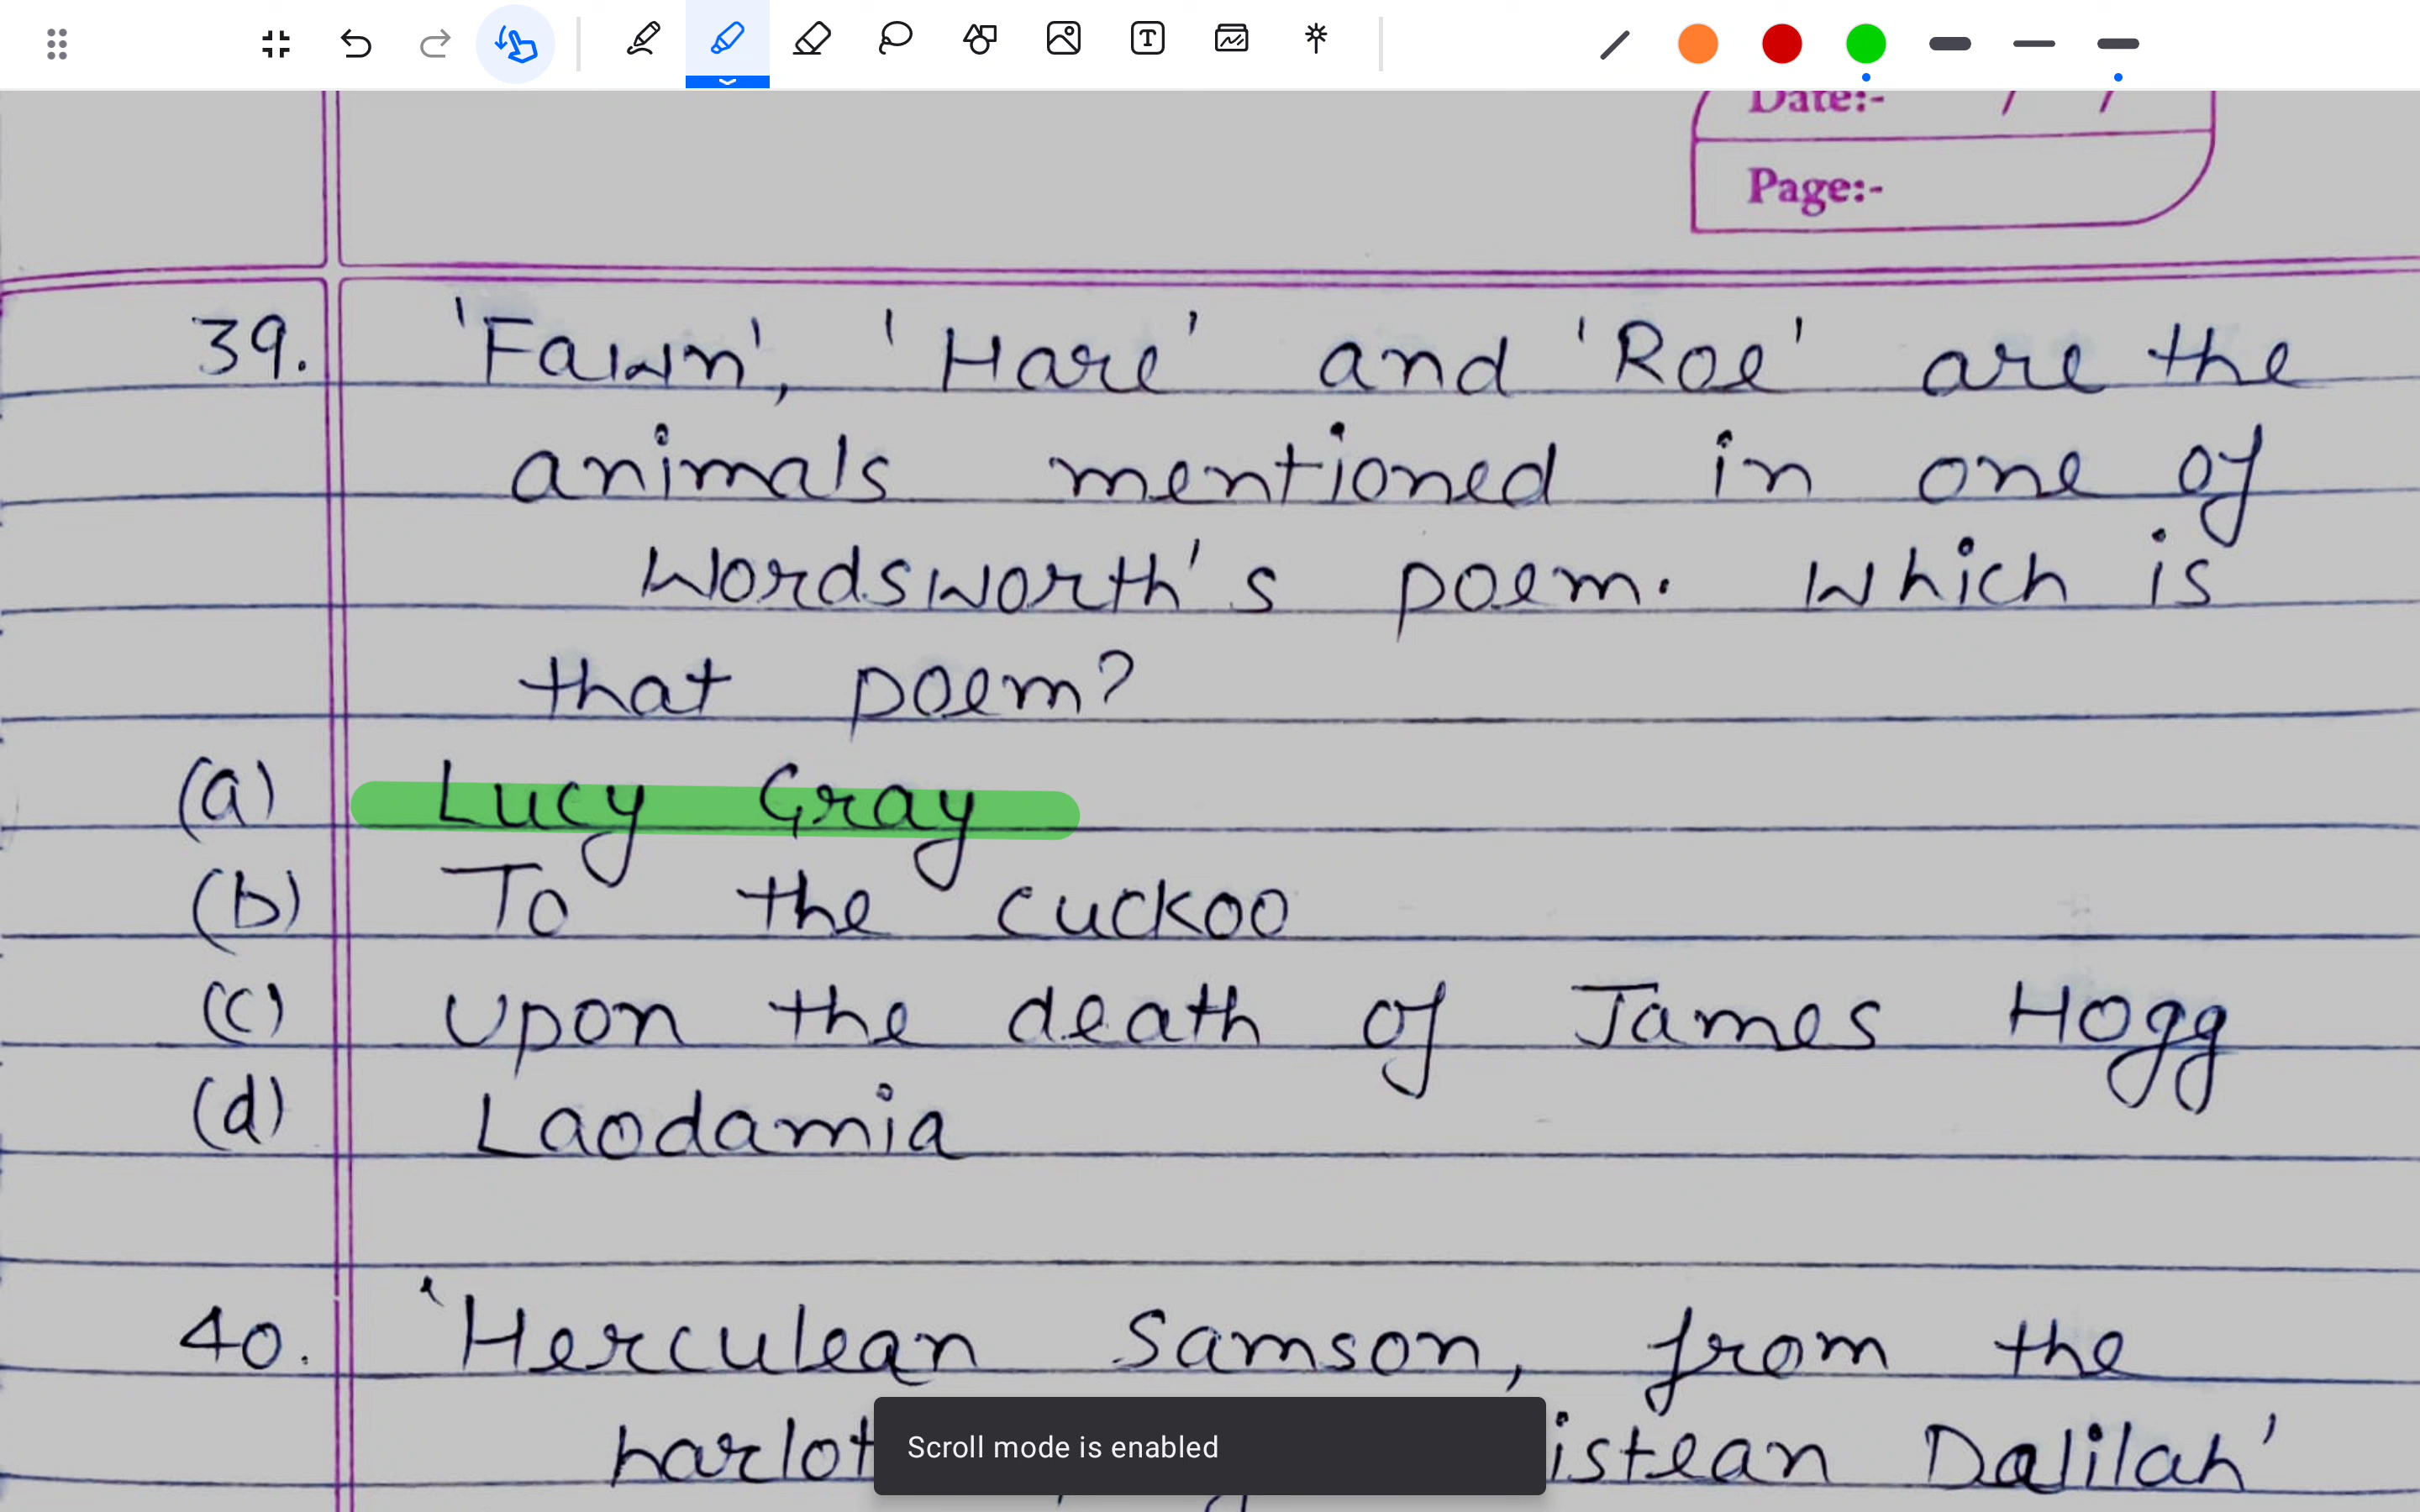 Date:- / /
Page:-
39. 'Fawn', 'Hare' and 'Roe' are the
animals mentioned in one of
Wordsworth's poem. Which is
that poem?
(a) Lucy Gray
(b) To the cuckoo
(c) Upon the death of James Hogg
(d) Laodamia
40. 'Herculean Samson, from the
harlot istean Dalilah'
Scroll mode is enabled